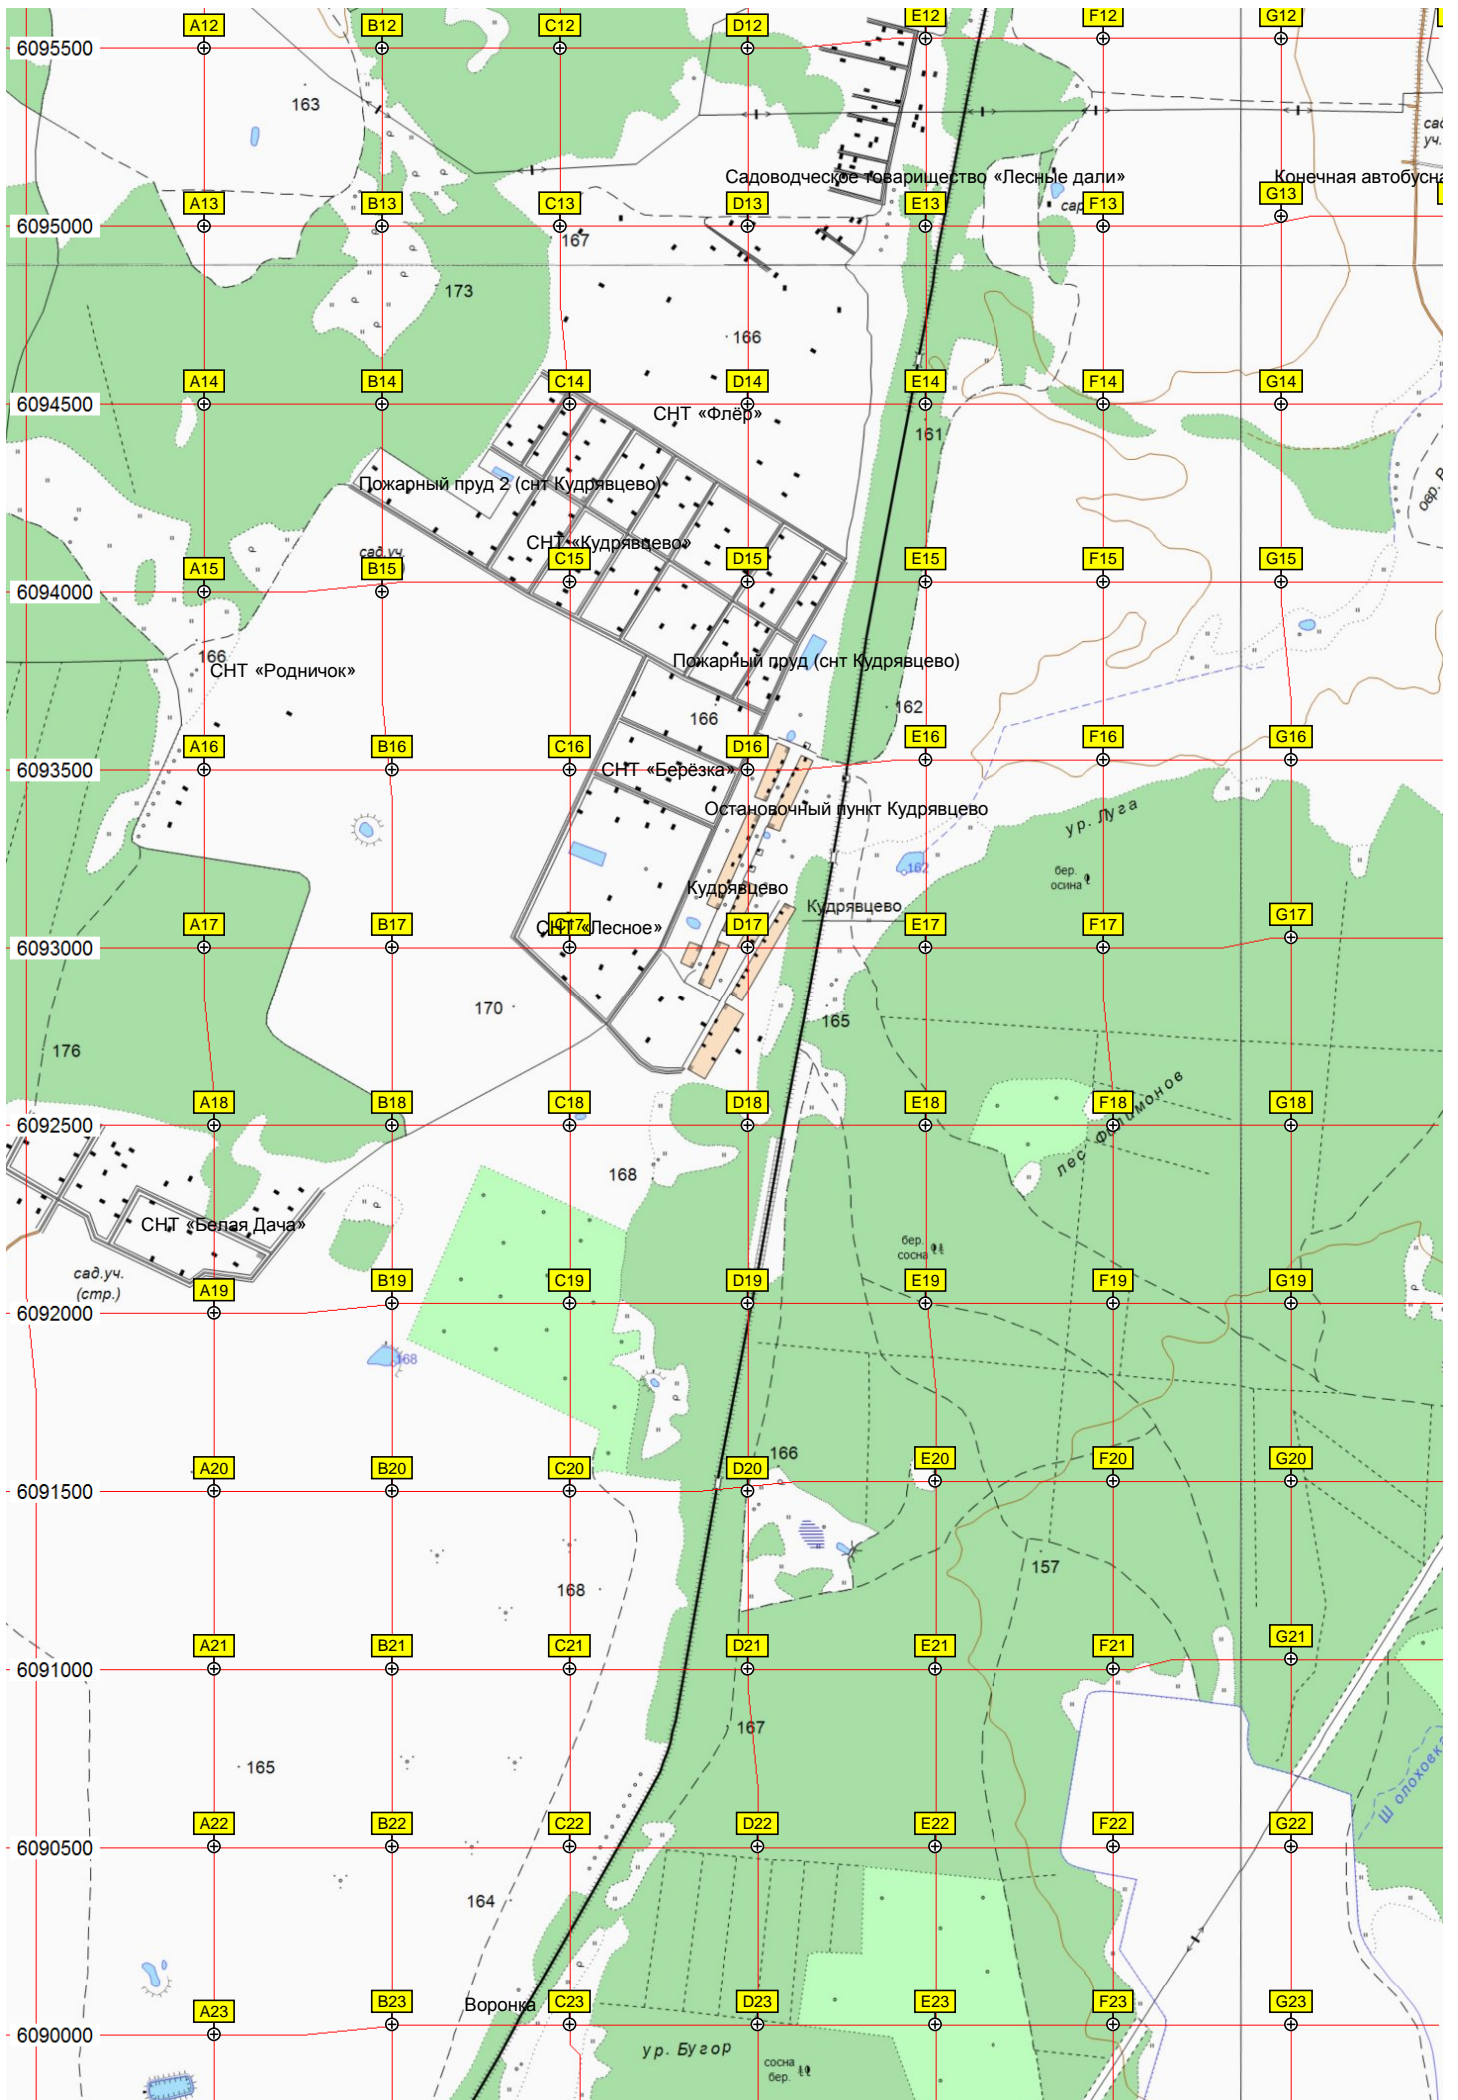 A12 B12 C12 D12 E12 F12 G12
6095500
163
сад
уч.
Садоводческое товарищество «Лесные дали» Конечная автобусна
A13 B13 C13 D13 E13 сар F13 G13
6095000
167
173
166
A14 B14 C14 D14 E14 F14 G14
6094500
СНТ «Флёр»
161
Пожарный пруд 2 (снт Кудрявцево)
овр.
СНТ «Кудрявцево»
сад.уч.
A15 B15 C15 D15 E15 F15 G15
6094000
166
СНТ «Родничок»
Пожарный пруд (снт Кудрявцево)
162
166
A16 B16 C16 D16 E16 F16 G16
6093500
СНТ «Берёзка»
Остановочный пункт Кудрявцево
ур. Луга
162
бер.
осина
Кудрявцево
Кудрявцево
СНТ «Лесное»
A17 B17 C17 D17 E17 F17 G17
6093000
170
165
176
A18 B18 C18 D18 E18 F18 G18
6092500
лес Филимонов
168
СНТ «Белая Дача»
бер.
сосна
сад.уч.
(стр.)
A19 B19 C19 D19 E19 F19 G19
6092000
168
166
A20 B20 C20 D20 E20 F20 G20
6091500
157
168
A21 B21 C21 D21 E21 F21 G21
6091000
167
165
Шолоховка
A22 B22 C22 D22 E22 F22 G22
6090500
164
Воронка
A23 B23 C23 D23 E23 F23 G23
6090000
ур. Бугор
сосна
бер.